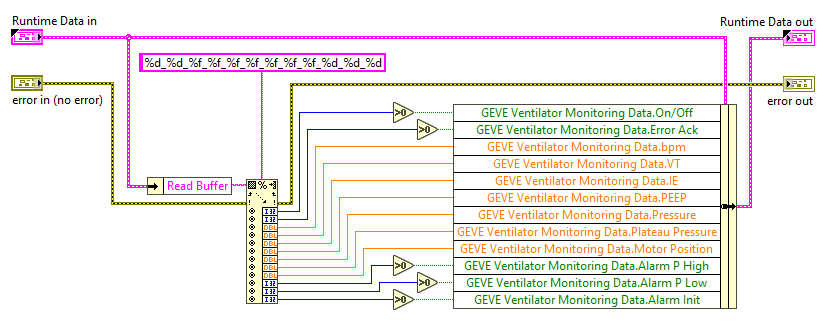 Runtime Data in
Runtime Data out
%d_%d_%f_%f_%f_%f_%f_%f_%f_%d_%d_%d
error in (no error)
error out
Read Buffer
%
I32
I32
DBL
DBL
DBL
DBL
DBL
DBL
DBL
I32
I32
I32
>0
>0
>0
>0
>0
GEVE Ventilator Monitoring Data.On/Off
GEVE Ventilator Monitoring Data.Error Ack
GEVE Ventilator Monitoring Data.bpm
GEVE Ventilator Monitoring Data.VT
GEVE Ventilator Monitoring Data.IE
GEVE Ventilator Monitoring Data.PEEP
GEVE Ventilator Monitoring Data.Pressure
GEVE Ventilator Monitoring Data.Plateau Pressure
GEVE Ventilator Monitoring Data.Motor Position
GEVE Ventilator Monitoring Data.Alarm P High
GEVE Ventilator Monitoring Data.Alarm P Low
GEVE Ventilator Monitoring Data.Alarm Init